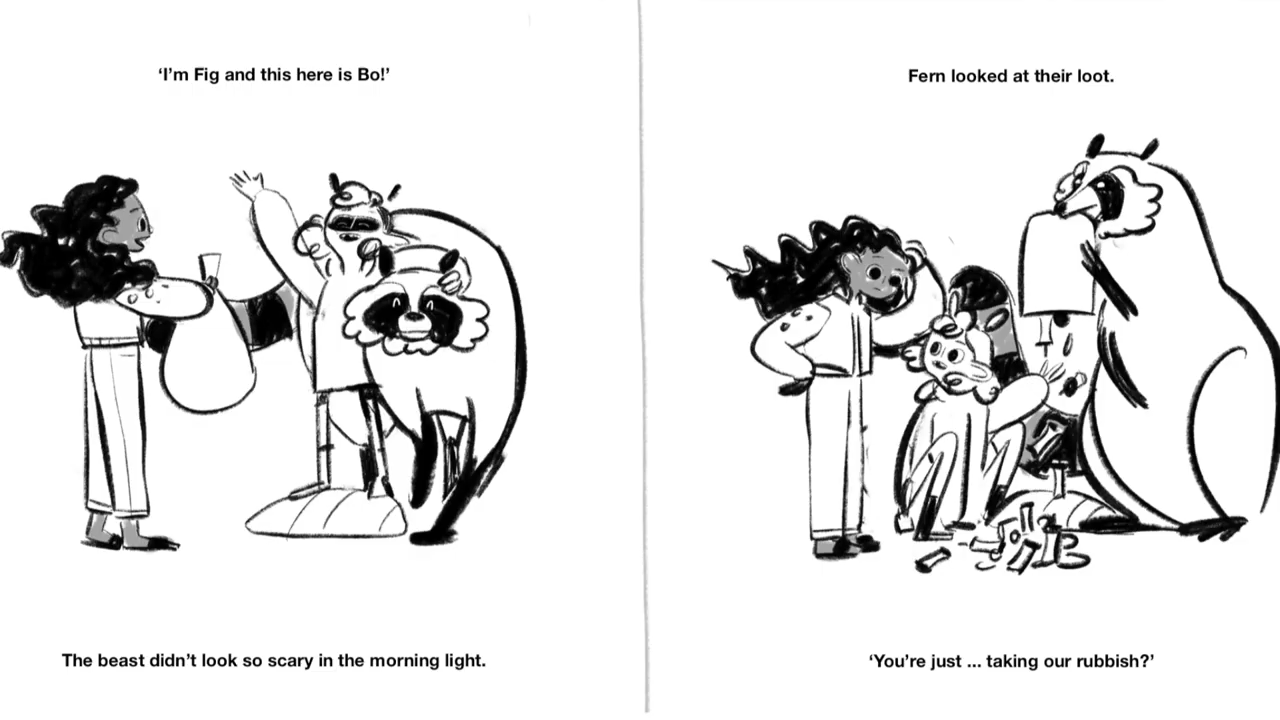 ‘I’m Fig and this here is Bo!’
The beast didn’t look so scary in the morning light.
Fern looked at their loot.
‘You’re just ... taking our rubbish?’